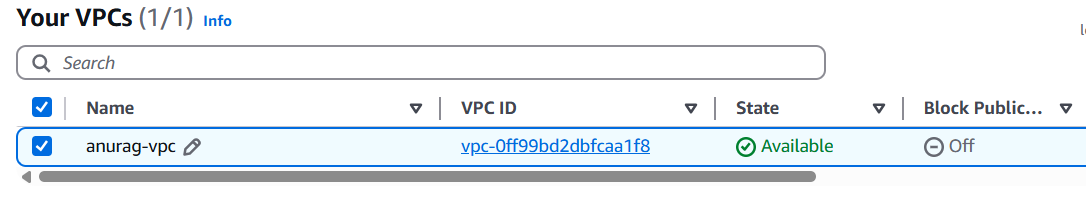 Your VPCs (1/1) Info
Search
Name VPC ID State Block Public...
anurag-vpc vpc-0ff99bd2dbfcaa1f8 Available Off